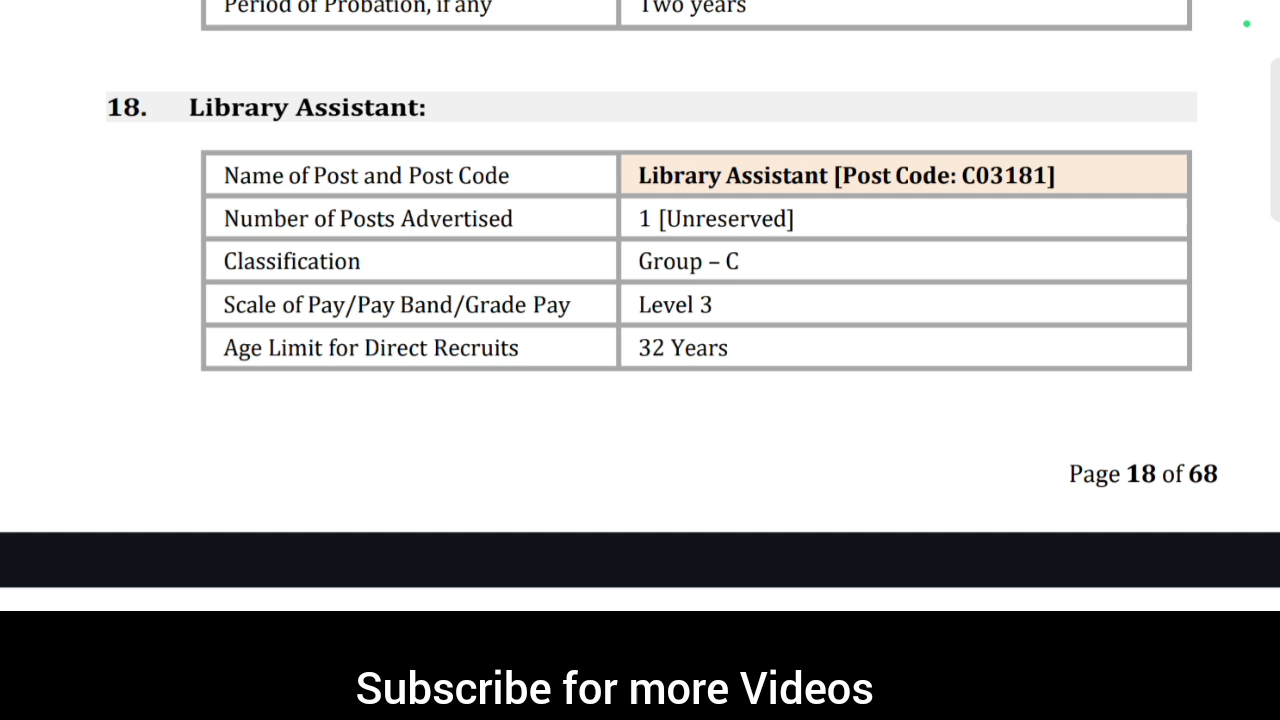 Period of Probation, if any Two years
18. Library Assistant:
Name of Post and Post Code Library Assistant [Post Code: C03181]
Number of Posts Advertised 1 [Unreserved]
Classification Group – C
Scale of Pay/Pay Band/Grade Pay Level 3
Age Limit for Direct Recruits 32 Years
Page 18 of 68
Subscribe for more Videos